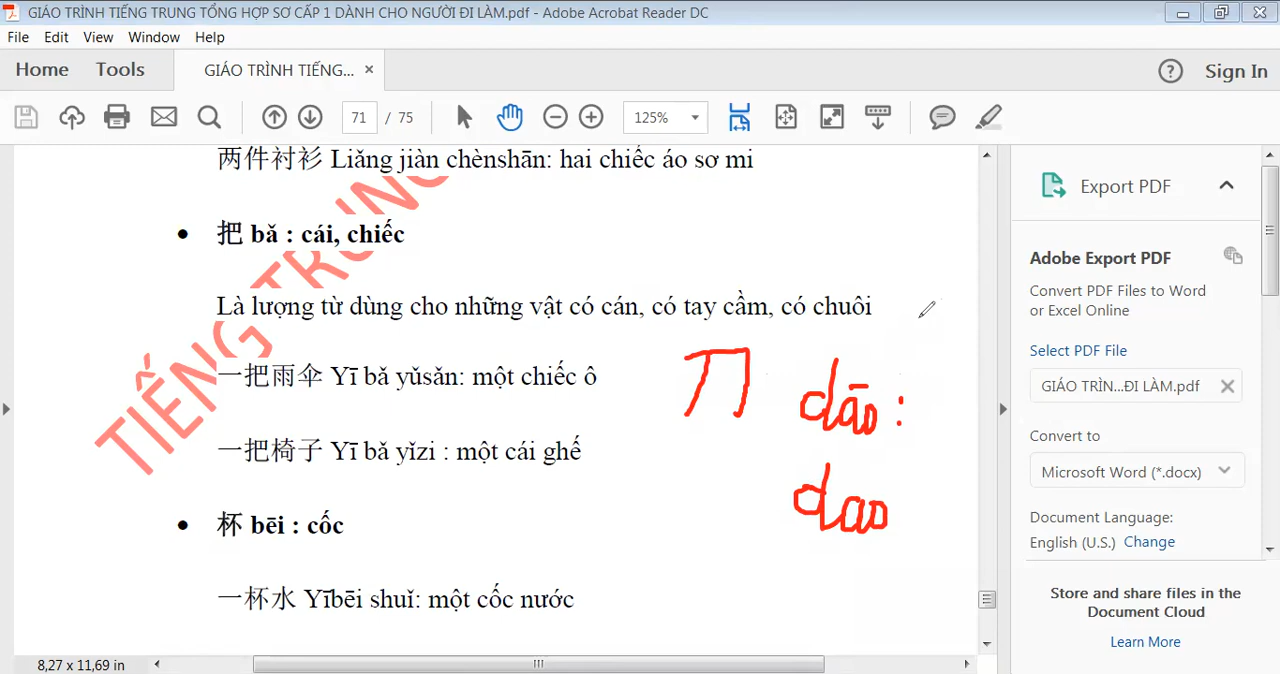 GIÁO TRÌNH TIẾNG TRUNG TỔNG HỢP SƠ CẤP 1 DÀNH CHO NGƯỜI ĐI LÀM.pdf - Adobe Acrobat Reader DC
File Edit View Window Help
Home Tools GIÁO TRÌNH TIẾNG... × ? Sign In
71 / 75 125%
两件衬衫 Liǎng jiàn chènshān: hai chiếc áo sơ mi
• 把 bǎ : cái, chiếc
Là lượng từ dùng cho những vật có cán, có tay cầm, có chuôi
一把雨伞 Yī bǎ yǔsǎn: một chiếc ô
一把椅子 Yī bǎ yǐzi : một cái ghế
• 杯 bēi : cốc
一杯水 Yībēi shuǐ: một cốc nước
TIẾNG TRUNG
dāo :
dao
8,27 x 11,69 in
Export PDF
Adobe Export PDF
Convert PDF Files to Word
or Excel Online
Select PDF File
GIÁO TRÌN...ĐI LÀM.pdf
Convert to
Microsoft Word (*.docx)
Document Language:
English (U.S.) Change
Store and share files in the
Document Cloud
Learn More